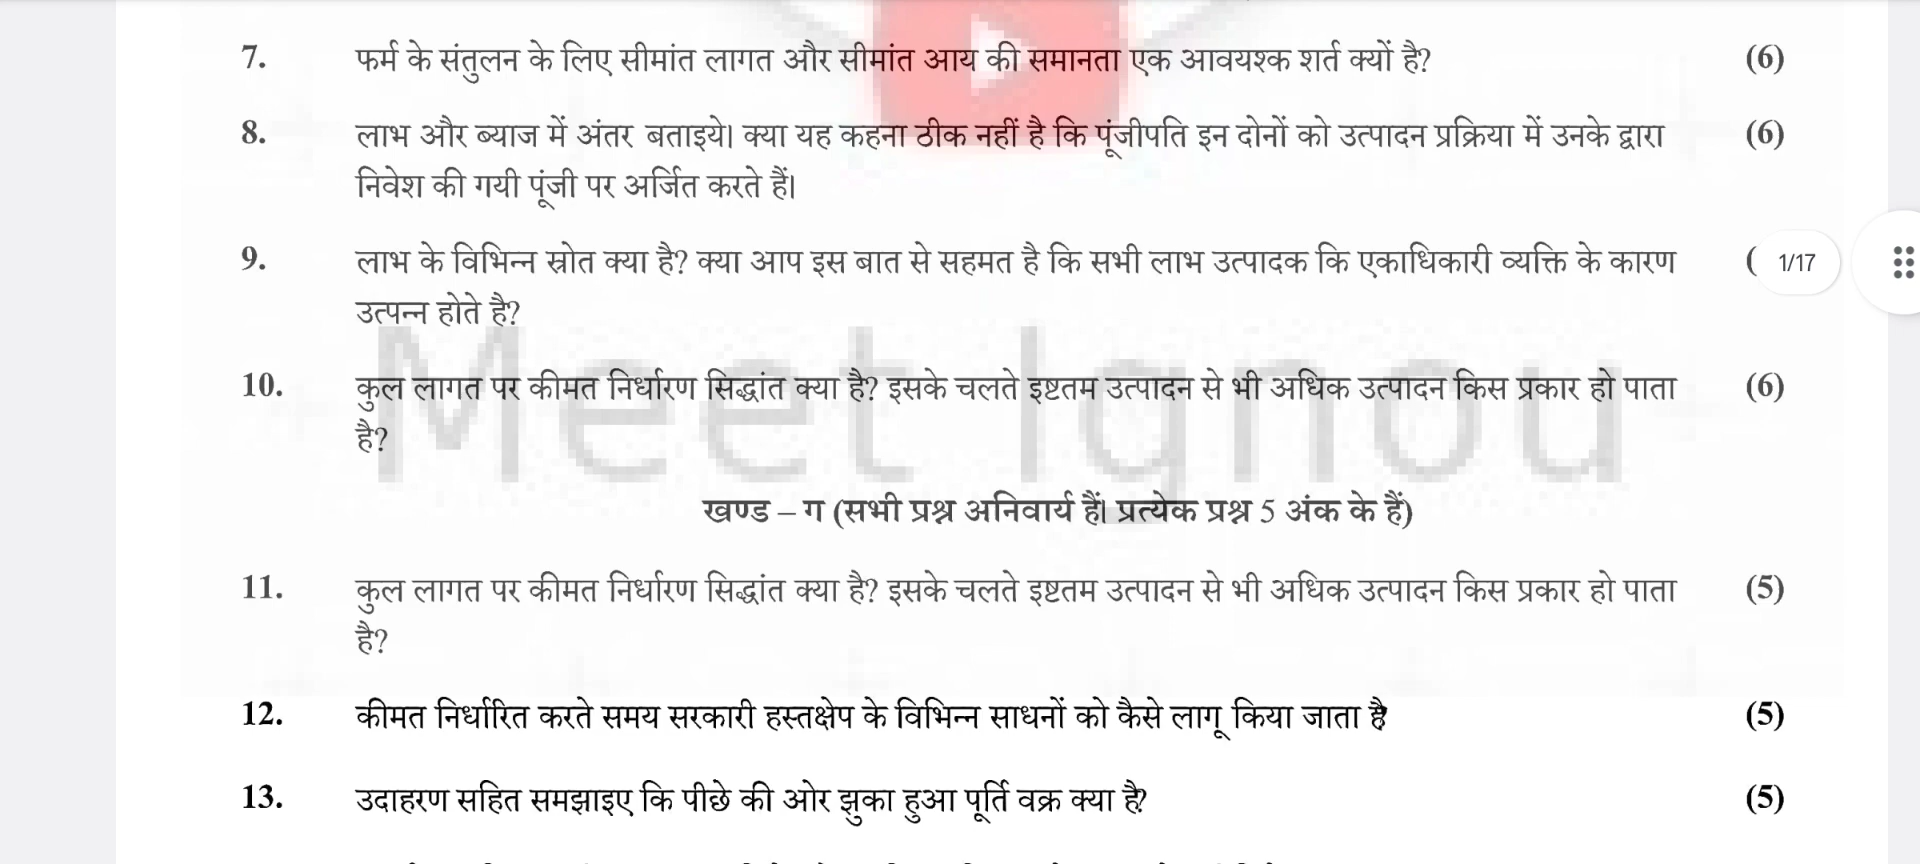 7. फर्म के संतुलन के लिए सीमांत लागत और सीमांत आय की समानता एक आवयश्क शर्त क्यों है? (6)
8. लाभ और ब्याज में अंतर बताइये। क्या यह कहना ठीक नहीं है कि पूंजीपति इन दोनों को उत्पादन प्रक्रिया में उनके द्वारा (6)
निवेश की गयी पूंजी पर अर्जित करते हैं।
9. लाभ के विभिन्न स्रोत क्या है? क्या आप इस बात से सहमत है कि सभी लाभ उत्पादक कि एकाधिकारी व्यक्ति के कारण (
1/17
उत्पन्न होते है?
10. कुल लागत पर कीमत निर्धारण सिद्धांत क्या है? इसके चलते इष्टतम उत्पादन से भी अधिक उत्पादन किस प्रकार हो पाता (6)
है?
Meet Ignou
खण्ड – ग (सभी प्रश्न अनिवार्य हैं। प्रत्येक प्रश्न 5 अंक के हैं)
11. कुल लागत पर कीमत निर्धारण सिद्धांत क्या है? इसके चलते इष्टतम उत्पादन से भी अधिक उत्पादन किस प्रकार हो पाता (5)
है?
12. कीमत निर्धारित करते समय सरकारी हस्तक्षेप के विभिन्न साधनों को कैसे लागू किया जाता है? (5)
13. उदाहरण सहित समझाइए कि पीछे की ओर झुका हुआ पूर्ति वक्र क्या है? (5)